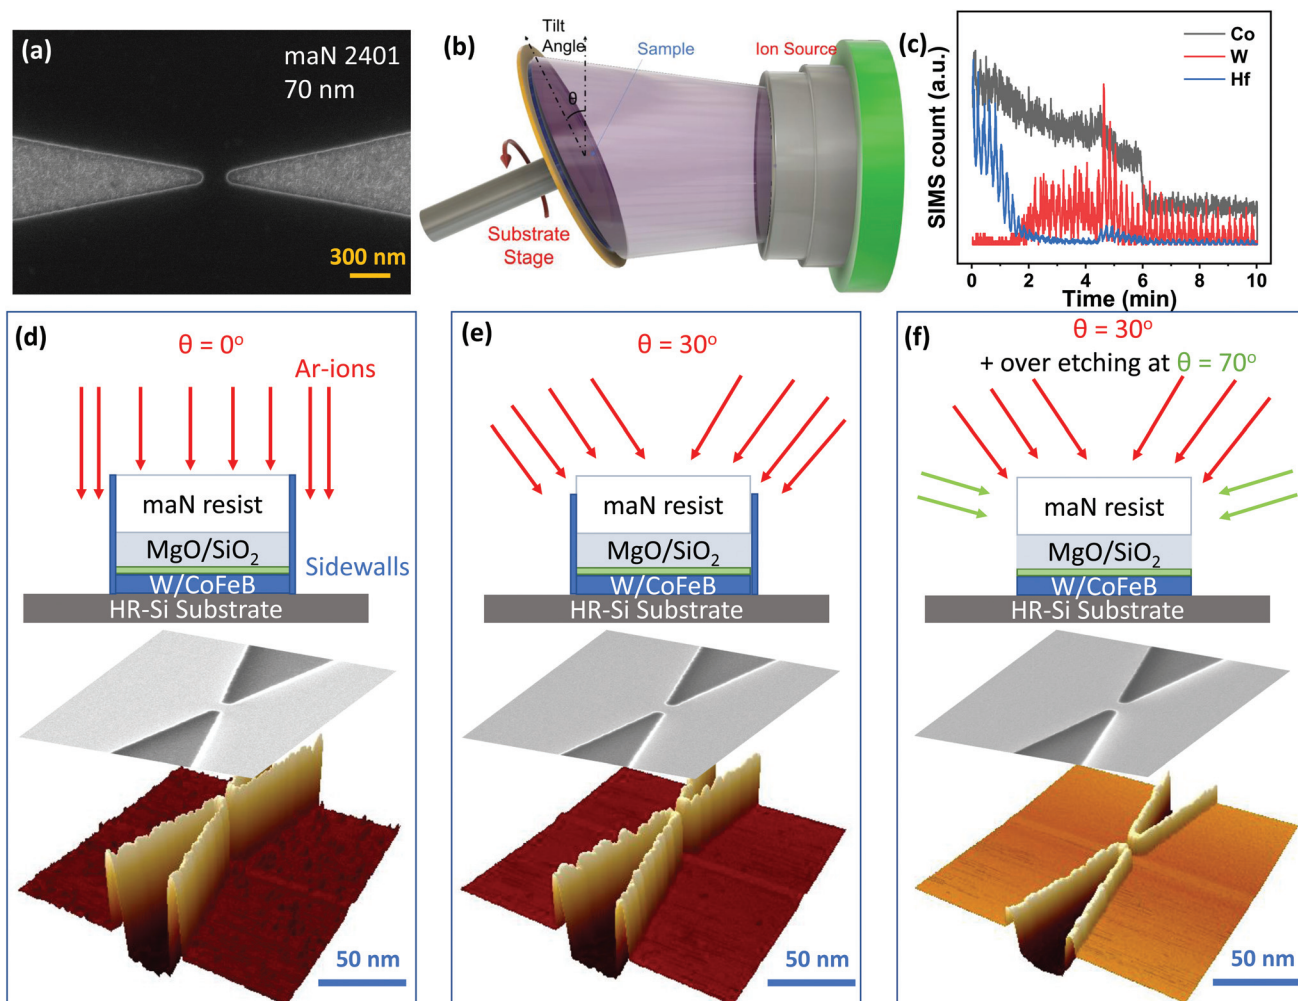 (a)
maN 2401
70 nm
300 nm
(b)
Tilt
Angle
θ
Sample
Ion Source
Substrate
Stage
(c)
SIMS count (a.u.)
Co
W
Hf
0 2 4 6 8 10
Time (min)
(d)
θ = 0°
Ar-ions
maN resist
MgO/SiO₂
Sidewalls
W/CoFeB
HR-Si Substrate
50 nm
(e)
θ = 30°
maN resist
MgO/SiO₂
W/CoFeB
HR-Si Substrate
50 nm
(f)
θ = 30°
+ over etching at θ = 70°
maN resist
MgO/SiO₂
W/CoFeB
HR-Si Substrate
50 nm